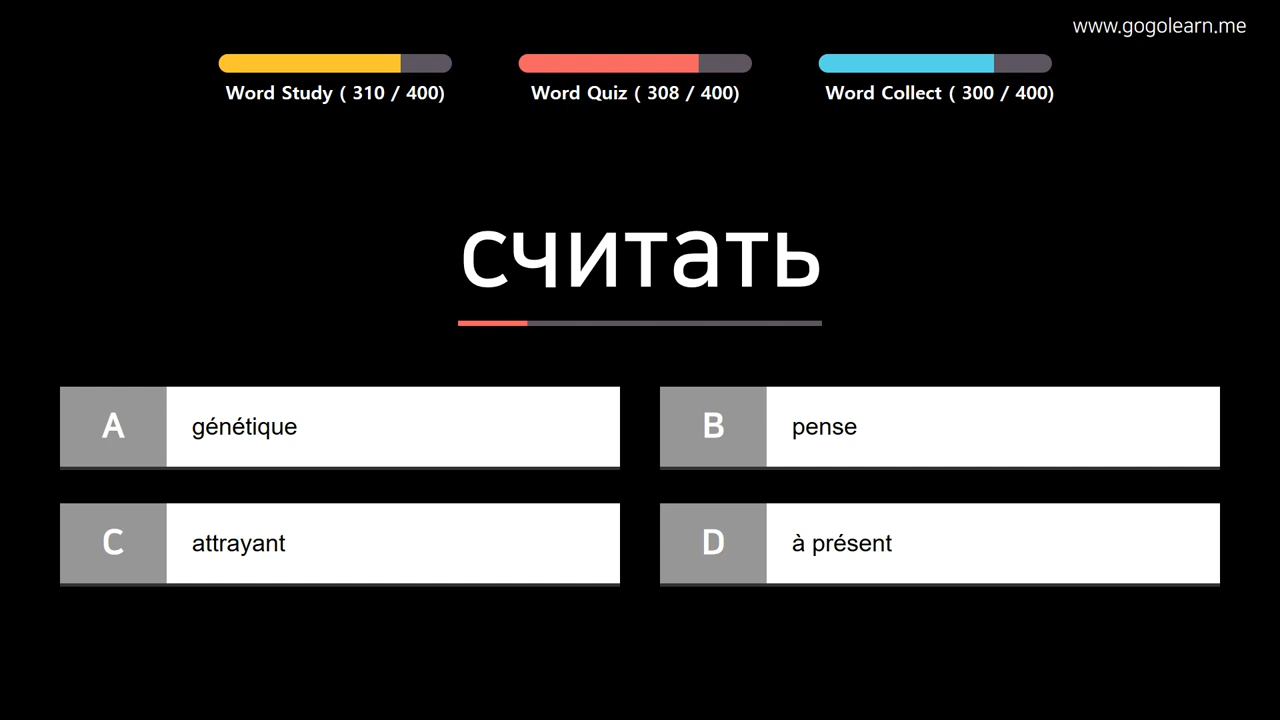 www.gogolearn.me
Word Study ( 310 / 400)
Word Quiz ( 308 / 400)
Word Collect ( 300 / 400)
считать
A génétique
B pense
C attrayant
D à présent